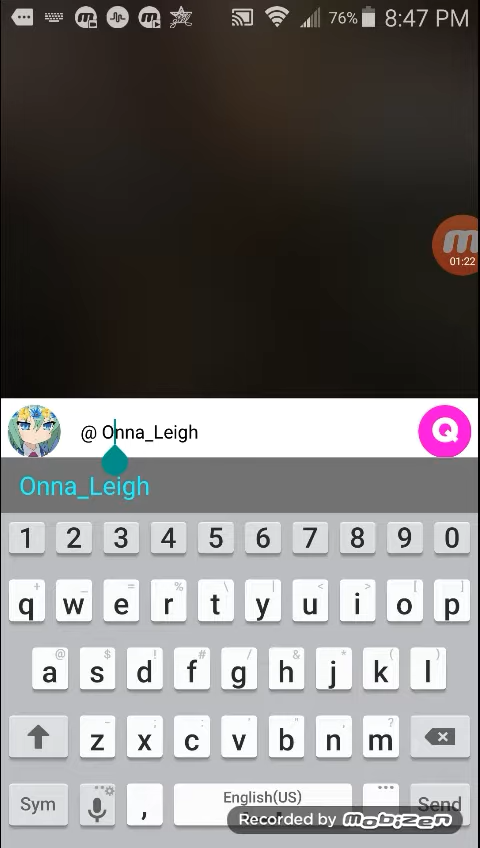 76% 8:47 PM
01:22
@ Onna_Leigh
Q
Onna_Leigh
1 2 3 4 5 6 7 8 9 0
+ _ = % \ | < > [ ]
q w e r t y u i o p
@ $ ! # / & * ( )
a s d f g h j k l
- ; : ' " , ?
z x c v b n m
Sym , English(US) Send
Recorded by mobizen